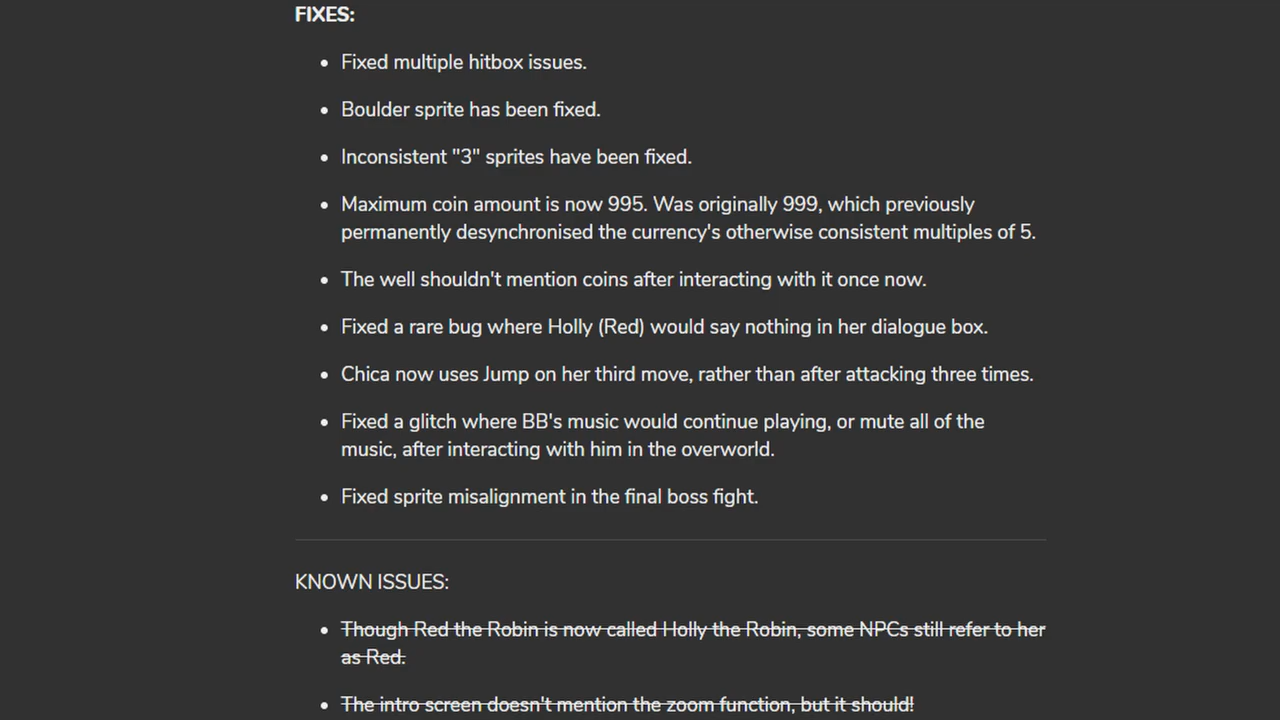 FIXES:
Fixed multiple hitbox issues.
Boulder sprite has been fixed.
Inconsistent "3" sprites have been fixed.
Maximum coin amount is now 995. Was originally 999, which previously
permanently desynchronised the currency's otherwise consistent multiples of 5.
The well shouldn't mention coins after interacting with it once now.
Fixed a rare bug where Holly (Red) would say nothing in her dialogue box.
Chica now uses Jump on her third move, rather than after attacking three times.
Fixed a glitch where BB's music would continue playing, or mute all of the
music, after interacting with him in the overworld.
Fixed sprite misalignment in the final boss fight.
KNOWN ISSUES:
Though Red the Robin is now called Holly the Robin, some NPCs still refer to her
as Red.
The intro screen doesn't mention the zoom function, but it should!